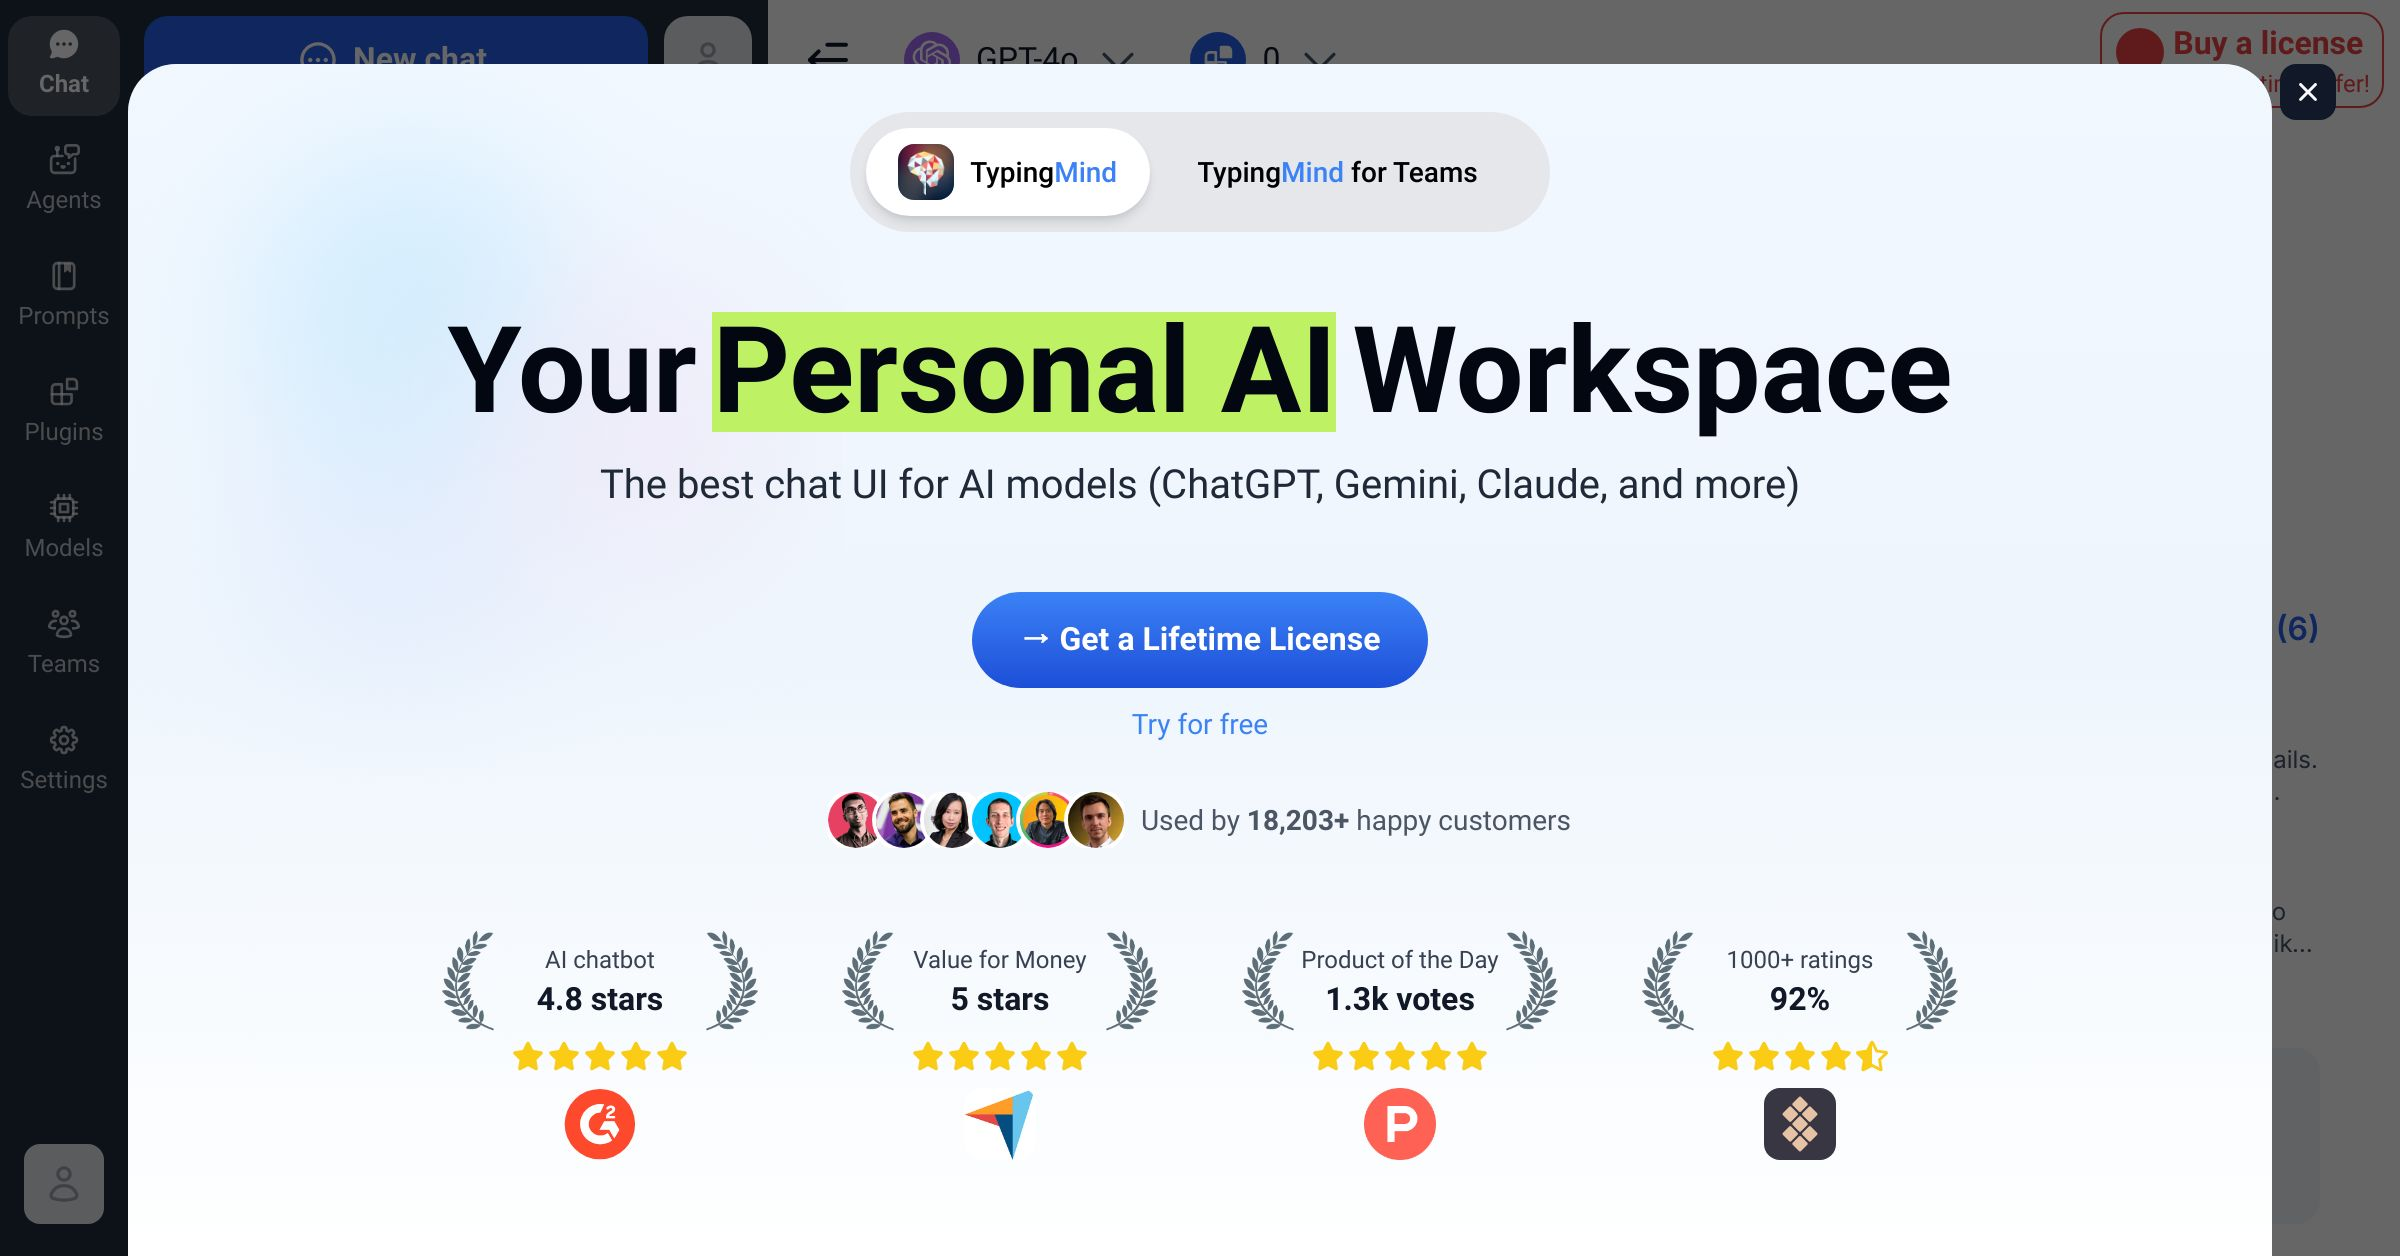 Chat
Agents
Prompts
Plugins
Models
Teams
Settings
New chat
GPT-4o
0
Buy a license
fer!
TypingMind
TypingMind for Teams
Your Personal AI Workspace
The best chat UI for AI models (ChatGPT, Gemini, Claude, and more)
→ Get a Lifetime License
Try for free
Used by 18,203+ happy customers
AI chatbot
4.8 stars
Value for Money
5 stars
Product of the Day
1.3k votes
1000+ ratings
92%
G2
P
(6)
ails.
.
o
ik...